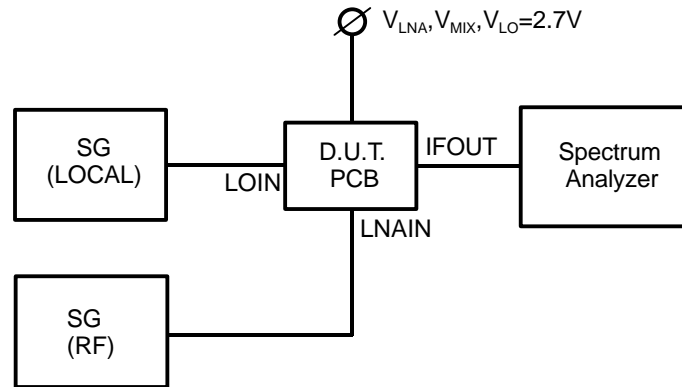 V_LNA,V_MIX,V_LO=2.7V
SG
(LOCAL)
D.U.T.
PCB
IFOUT
Spectrum
Analyzer
LOIN
LNAIN
SG
(RF)